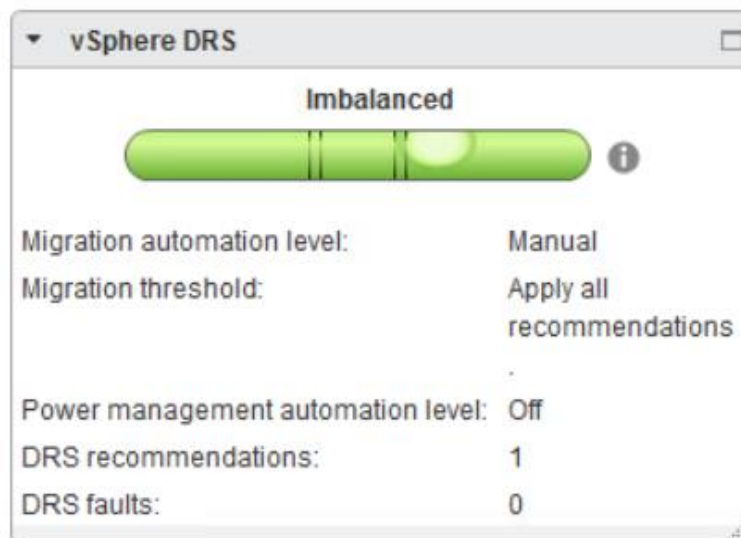 vSphere DRS
Imbalanced
Migration automation level: Manual
Migration threshold: Apply all
recommendations
.
Power management automation level: Off
DRS recommendations: 1
DRS faults: 0